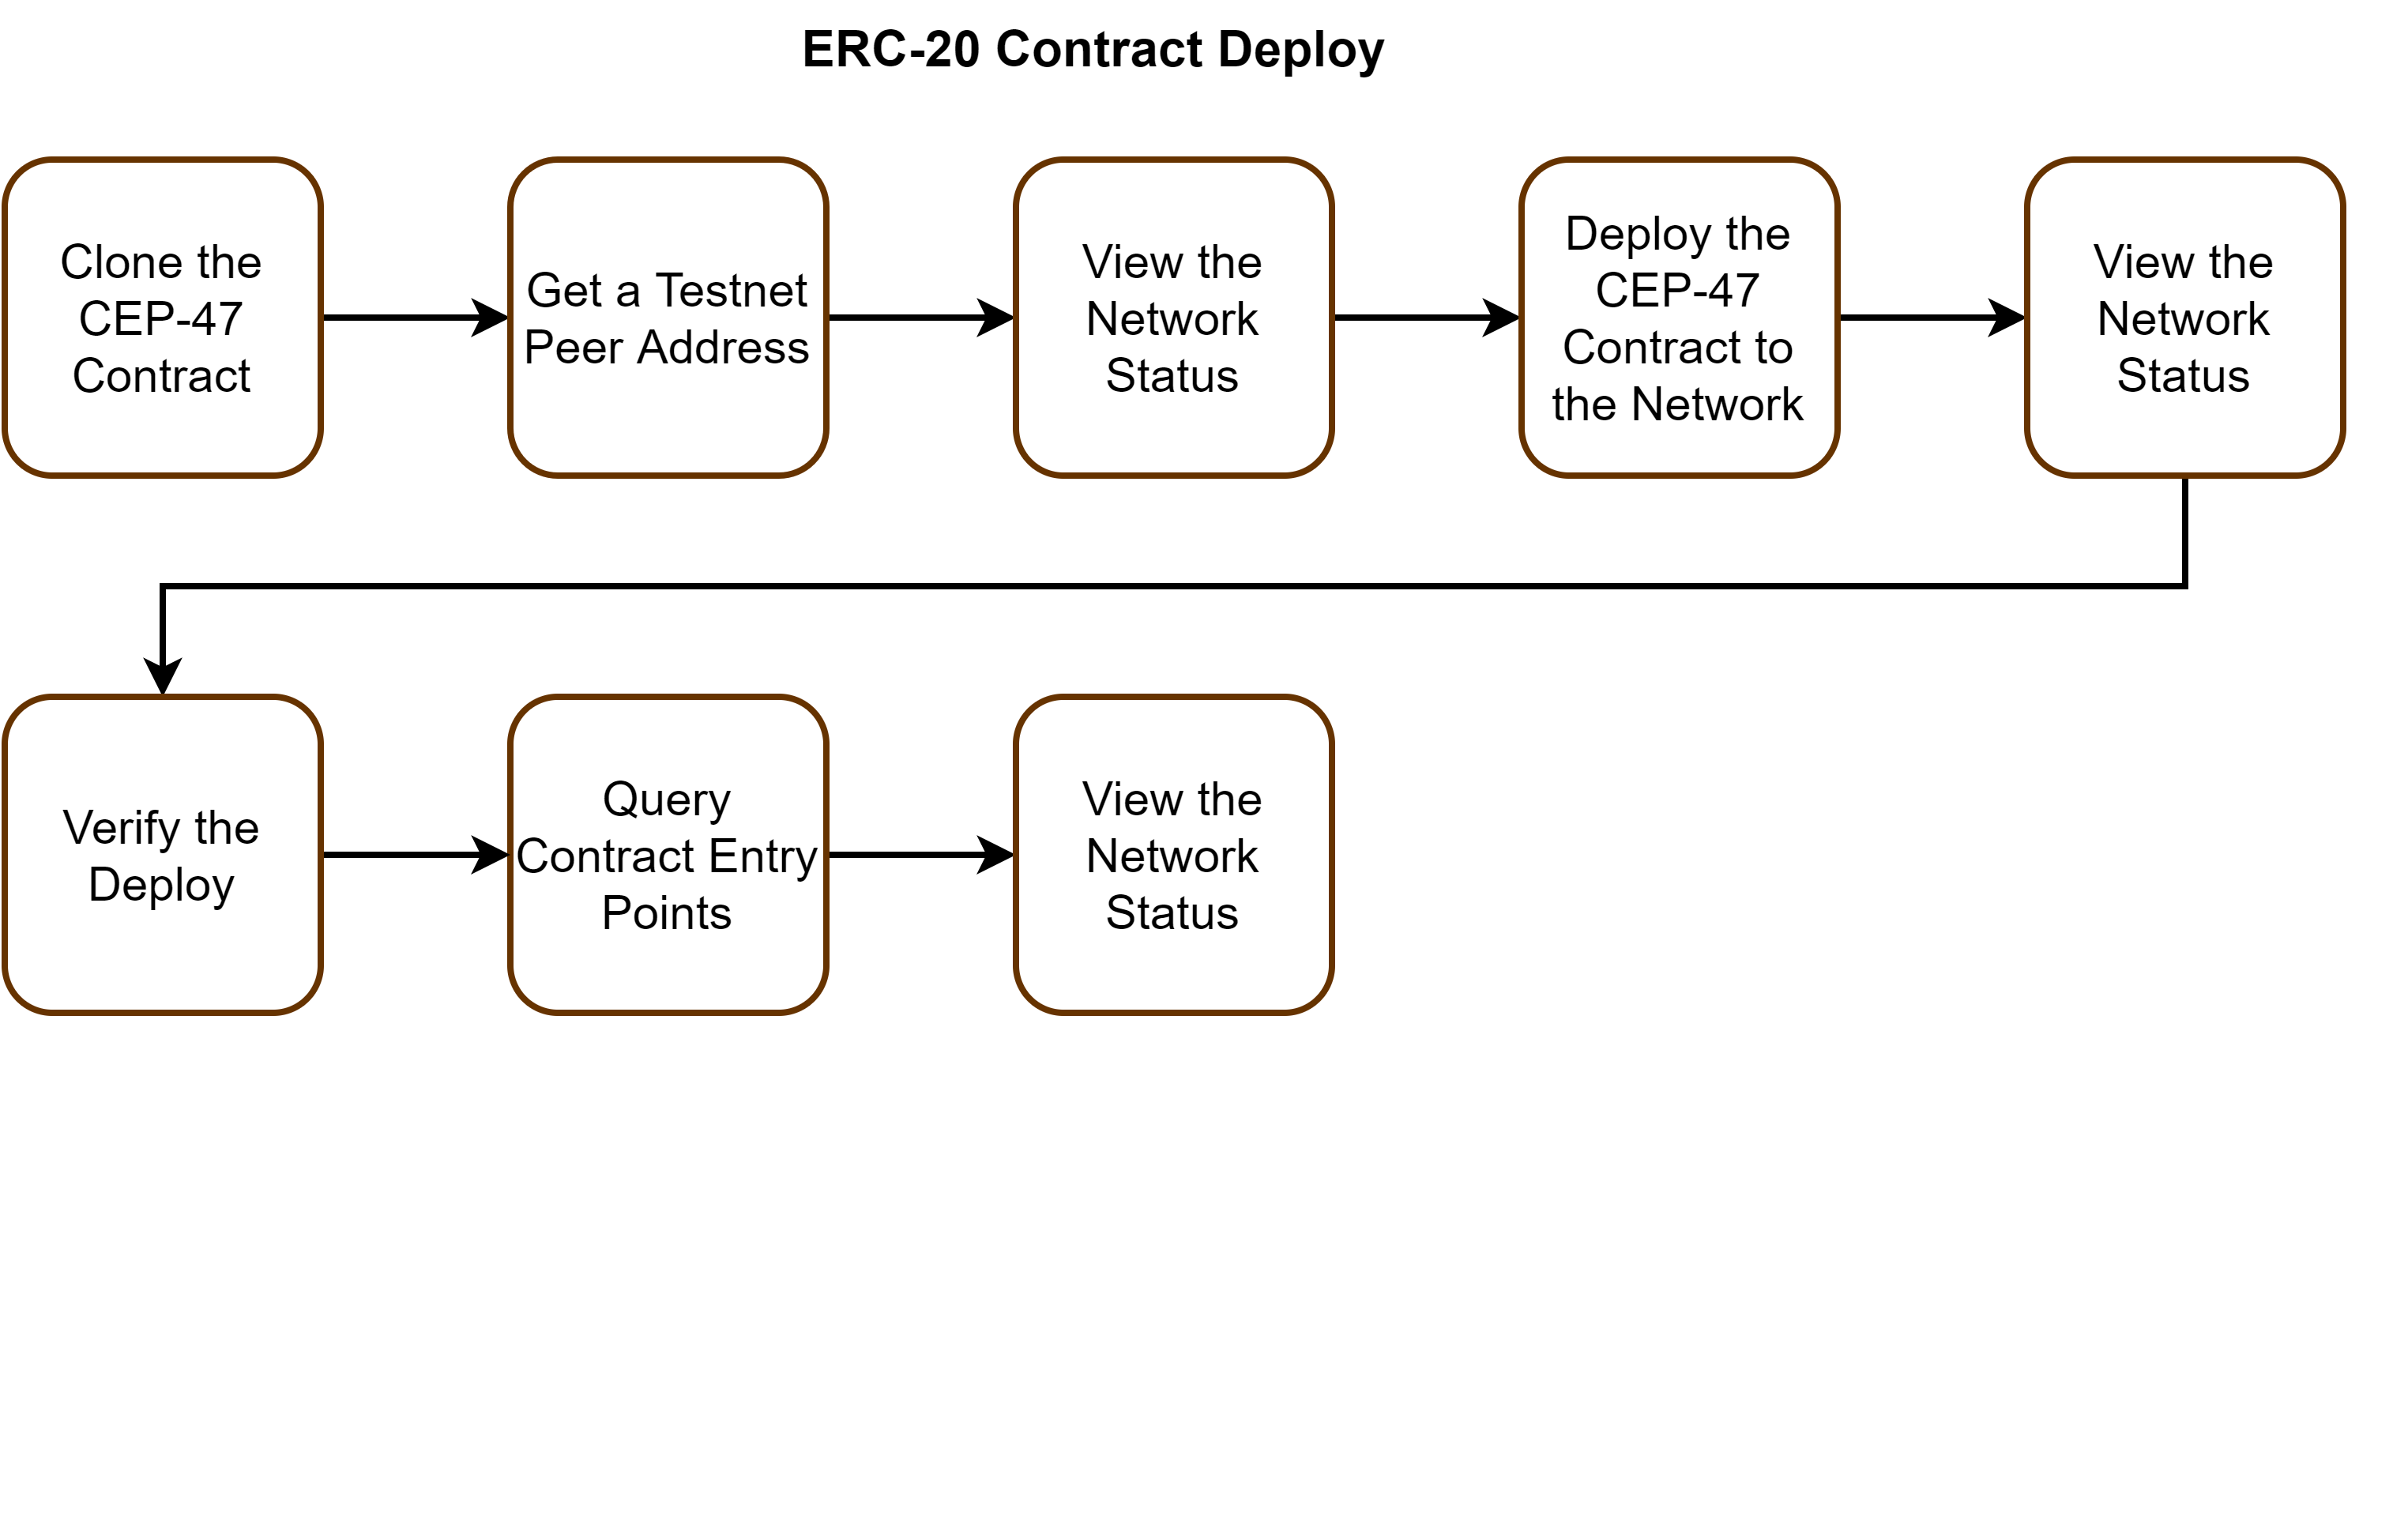 ERC-20 Contract Deploy
Clone the
CEP-47
Contract
Get a Testnet
Peer Address
View the
Network
Status
Deploy the
CEP-47
Contract to
the Network
View the
Network
Status
Verify the
Deploy
Query
Contract Entry
Points
View the
Network
Status